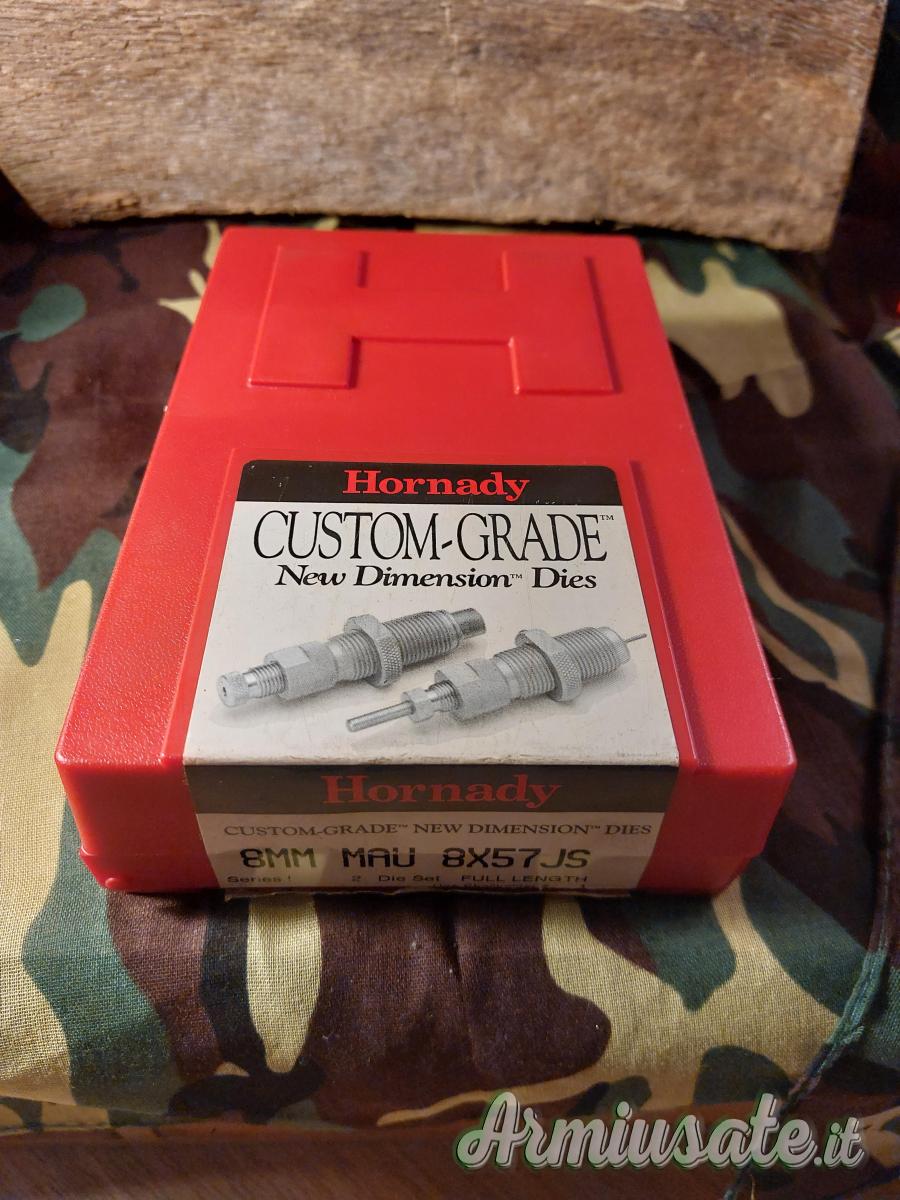 Hornady
CUSTOM-GRADE™
New Dimension™ Dies
Hornady
CUSTOM-GRADE™ NEW DIMENSION™ DIES
8MM MAU 8X57JS
Series I 2 Die Set FULL LENGTH
Armiusate.it